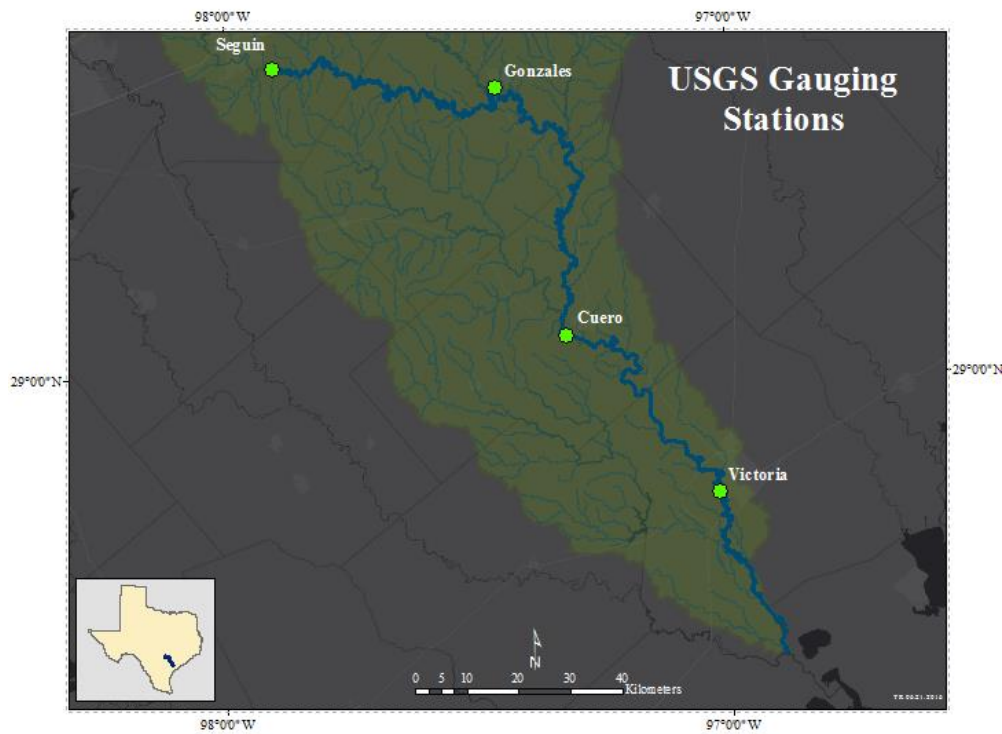 98°0'0"W
97°0'0"W
Seguin
Gonzales
USGS Gauging
Stations
Cuero
29°0'0"N
29°0'0"N
Victoria
N
0 5 10 20 30 40
Kilometers
98°0'0"W
97°0'0"W